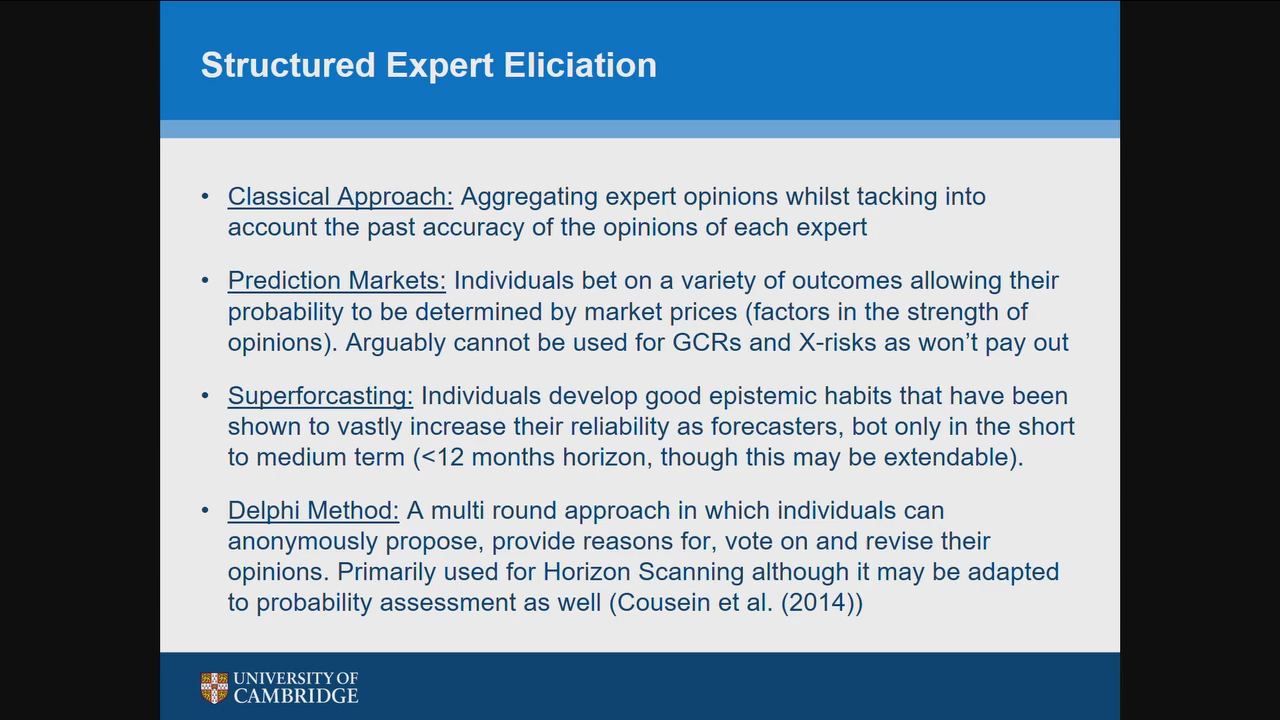 Structured Expert Eliciation
• Classical Approach: Aggregating expert opinions whilst tacking into
account the past accuracy of the opinions of each expert
• Prediction Markets: Individuals bet on a variety of outcomes allowing their
probability to be determined by market prices (factors in the strength of
opinions). Arguably cannot be used for GCRs and X-risks as won’t pay out
• Superforcasting: Individuals develop good epistemic habits that have been
shown to vastly increase their reliability as forecasters, bot only in the short
to medium term (<12 months horizon, though this may be extendable).
• Delphi Method: A multi round approach in which individuals can
anonymously propose, provide reasons for, vote on and revise their
opinions. Primarily used for Horizon Scanning although it may be adapted
to probability assessment as well (Cousein et al. (2014))
UNIVERSITY OF
CAMBRIDGE